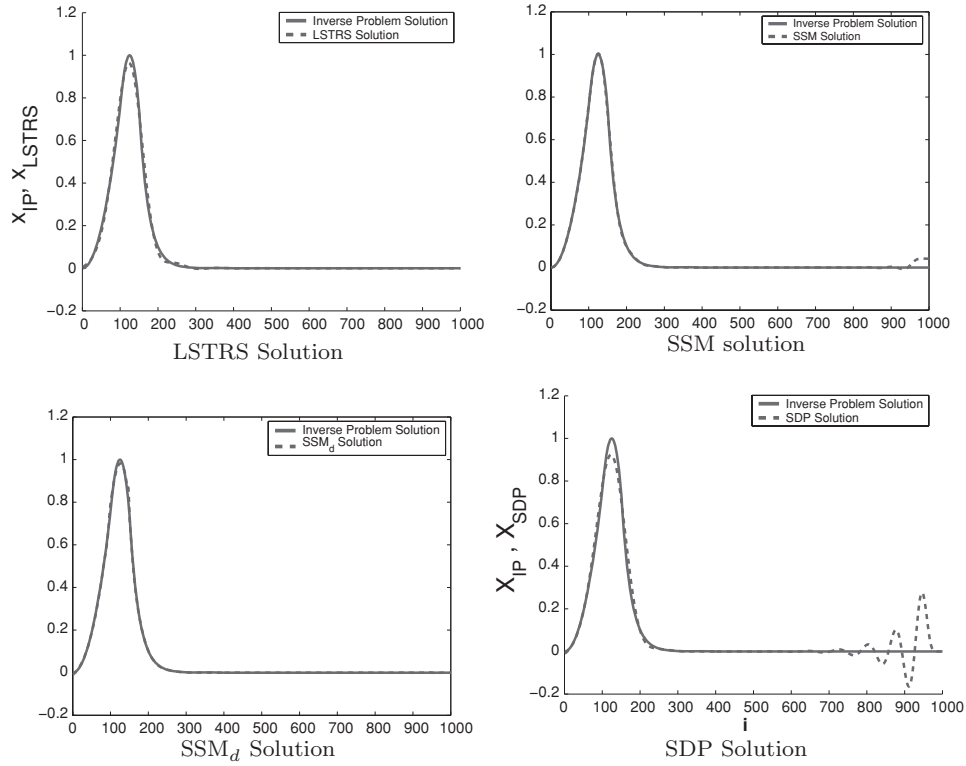 Inverse Problem Solution
LSTRS Solution
1.2
1
0.8
0.6
0.4
0.2
0
−0.2
x_IP, x_LSTRS
0 100 200 300 400 500 600 700 800 900 1000
LSTRS Solution
Inverse Problem Solution
SSM Solution
1.2
1
0.8
0.6
0.4
0.2
0
−0.2
0 100 200 300 400 500 600 700 800 900 1000
SSM solution
Inverse Problem Solution
SSM_d Solution
1.2
1
0.8
0.6
0.4
0.2
0
−0.2
0 100 200 300 400 500 600 700 800 900 1000
SSM_d Solution
Inverse Problem Solution
SDP Solution
1.2
1
0.8
0.6
0.4
0.2
0
−0.2
X_IP , X_SDP
0 100 200 300 400 500 600 700 800 900 1000
i
SDP Solution